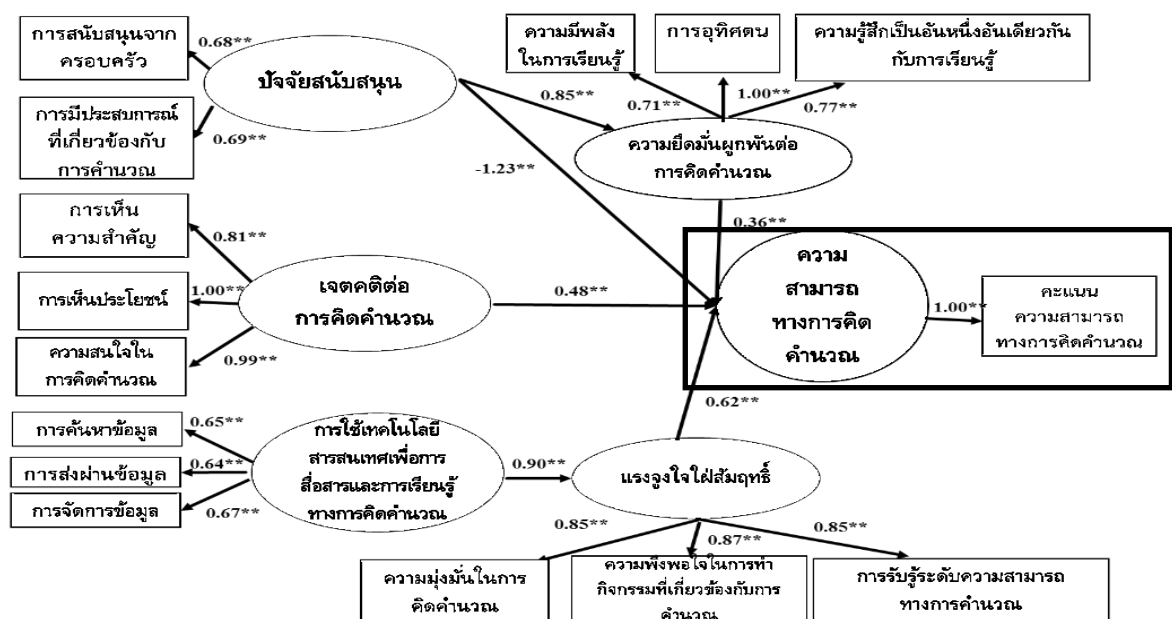 การสนับสนุนจาก
ครอบครัว
0.68**
ปัจจัยสนับสนุน
การมีประสบการณ์
ที่เกี่ยวข้องกับ
การคำนวณ
0.69**
ความมีพลัง
ในการเรียนรู้
การอุทิศตน
ความรู้สึกเป็นอันหนึ่งอันเดียวกัน
กับการเรียนรู้
0.85**
0.71**
1.00**
0.77**
ความยึดมั่นผูกพันต่อ
การคิดคำนวณ
-1.23**
0.36**
การเห็น
ความสำคัญ
0.81**
การเห็นประโยชน์
1.00**
ความสนใจใน
การคิดคำนวณ
0.99**
เจตคติต่อ
การคิดคำนวณ
0.48**
ความ
สามารถ
ทางการคิด
คำนวณ
1.00**
คะแนน
ความสามารถ
ทางการคิดคำนวณ
0.62**
การค้นหาข้อมูล
0.65**
การส่งผ่านข้อมูล
0.64**
การจัดการข้อมูล
0.67**
การใช้เทคโนโลยี
สารสนเทศเพื่อการ
สื่อสารและการเรียนรู้
ทางการคิดคำนวณ
0.90**
แรงจูงใจใฝ่สัมฤทธิ์
0.85**
0.87**
0.85**
ความมุ่งมั่นในการ
คิดคำนวณ
ความพึงพอใจในการทำ
กิจกรรมที่เกี่ยวข้องกับการ
คำนวณ
การรับรู้ระดับความสามารถ
ทางการคำนวณ